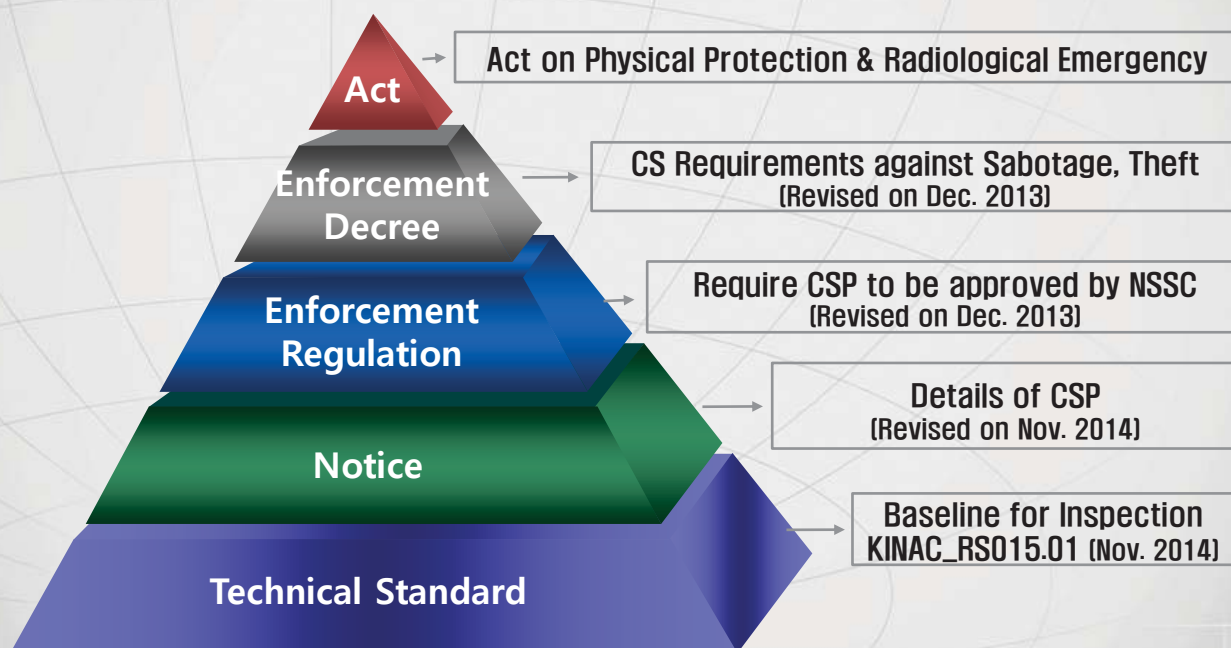 Act
Act on Physical Protection & Radiological Emergency
Enforcement
Decree
CS Requirements against Sabotage, Theft
(Revised on Dec. 2013)
Enforcement
Regulation
Require CSP to be approved by NSSC
(Revised on Dec. 2013)
Notice
Details of CSP
(Revised on Nov. 2014)
Technical Standard
Baseline for Inspection
KINAC_RS015.01 (Nov. 2014)